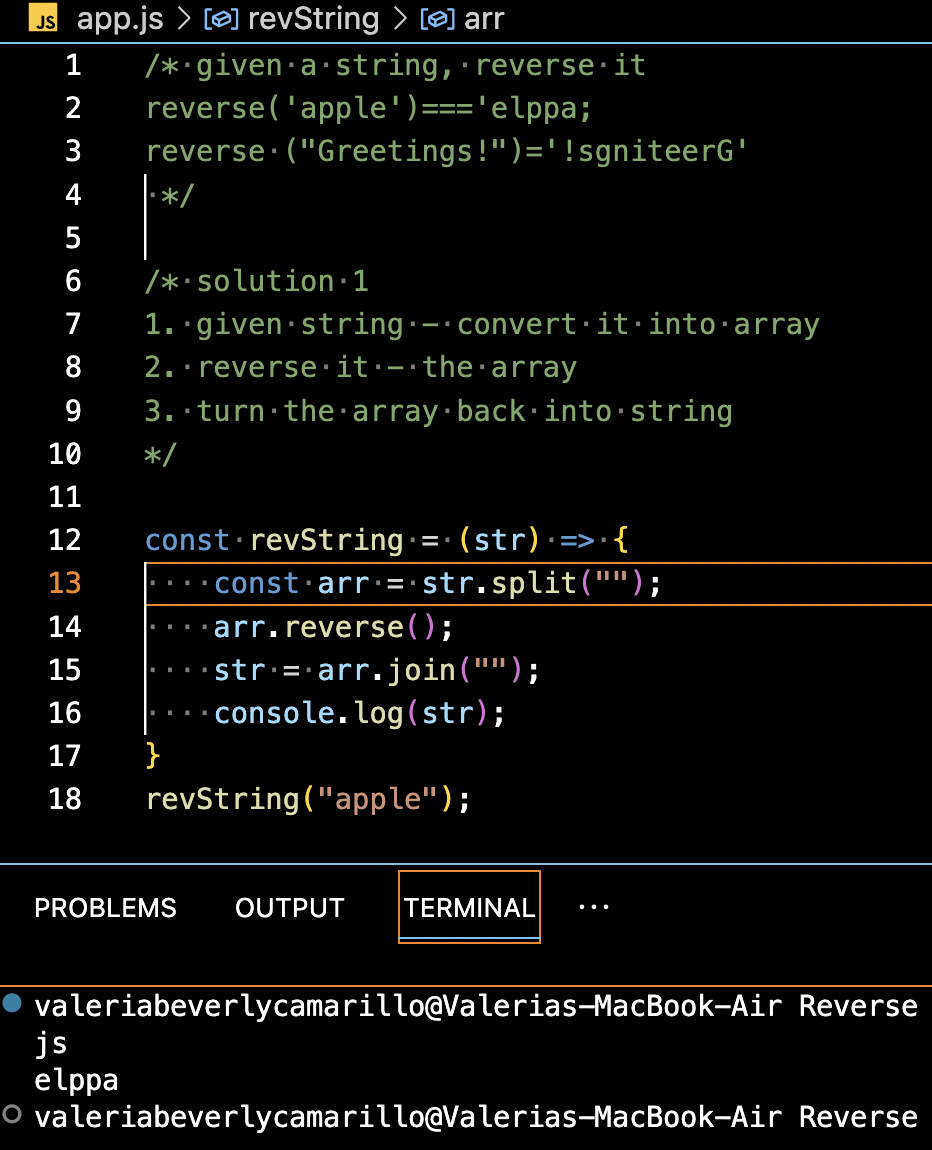 JS app.js > revString > arr
1 /* given a string, reverse it
2 reverse('apple')==='elppa;
3 reverse ("Greetings!")='!sgniteerG'
4  */
5
6 /* solution 1
7 1. given string - convert it into array
8 2. reverse it - the array
9 3. turn the array back into string
10 */
11
12 const revString = (str) => {
13     const arr = str.split("");
14     arr.reverse();
15     str = arr.join("");
16     console.log(str);
17 }
18 revString("apple");
PROBLEMS OUTPUT TERMINAL ...
valeriabeverlycamarillo@Valerias-MacBook-Air Reverse
js
elppa
valeriabeverlycamarillo@Valerias-MacBook-Air Reverse